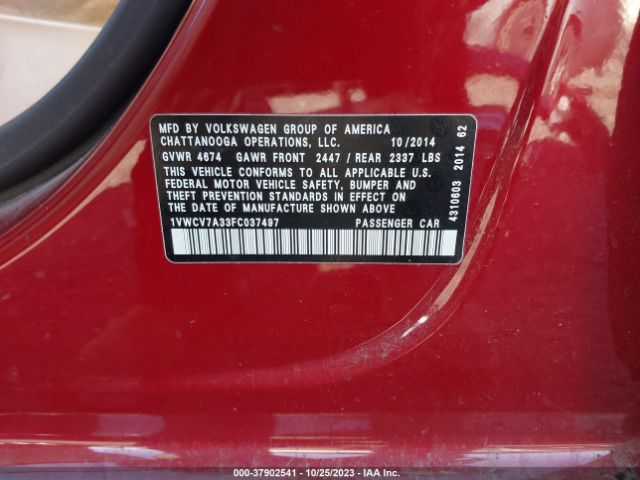 MFD BY VOLKSWAGEN GROUP OF AMERICA
CHATTANOOGA OPERATIONS, LLC. 10/2014
GVWR 4674 GAWR FRONT 2447 / REAR 2337 LBS
THIS VEHICLE CONFORMS TO ALL APPLICABLE U.S.
FEDERAL MOTOR VEHICLE SAFETY, BUMPER AND
THEFT PREVENTION STANDARDS IN EFFECT ON
THE DATE OF MANUFACTURE SHOWN ABOVE
1VWCV7A33FC037497 PASSENGER CAR
4310603 2014 62
000-37902541 - 10/25/2023 - IAA Inc.